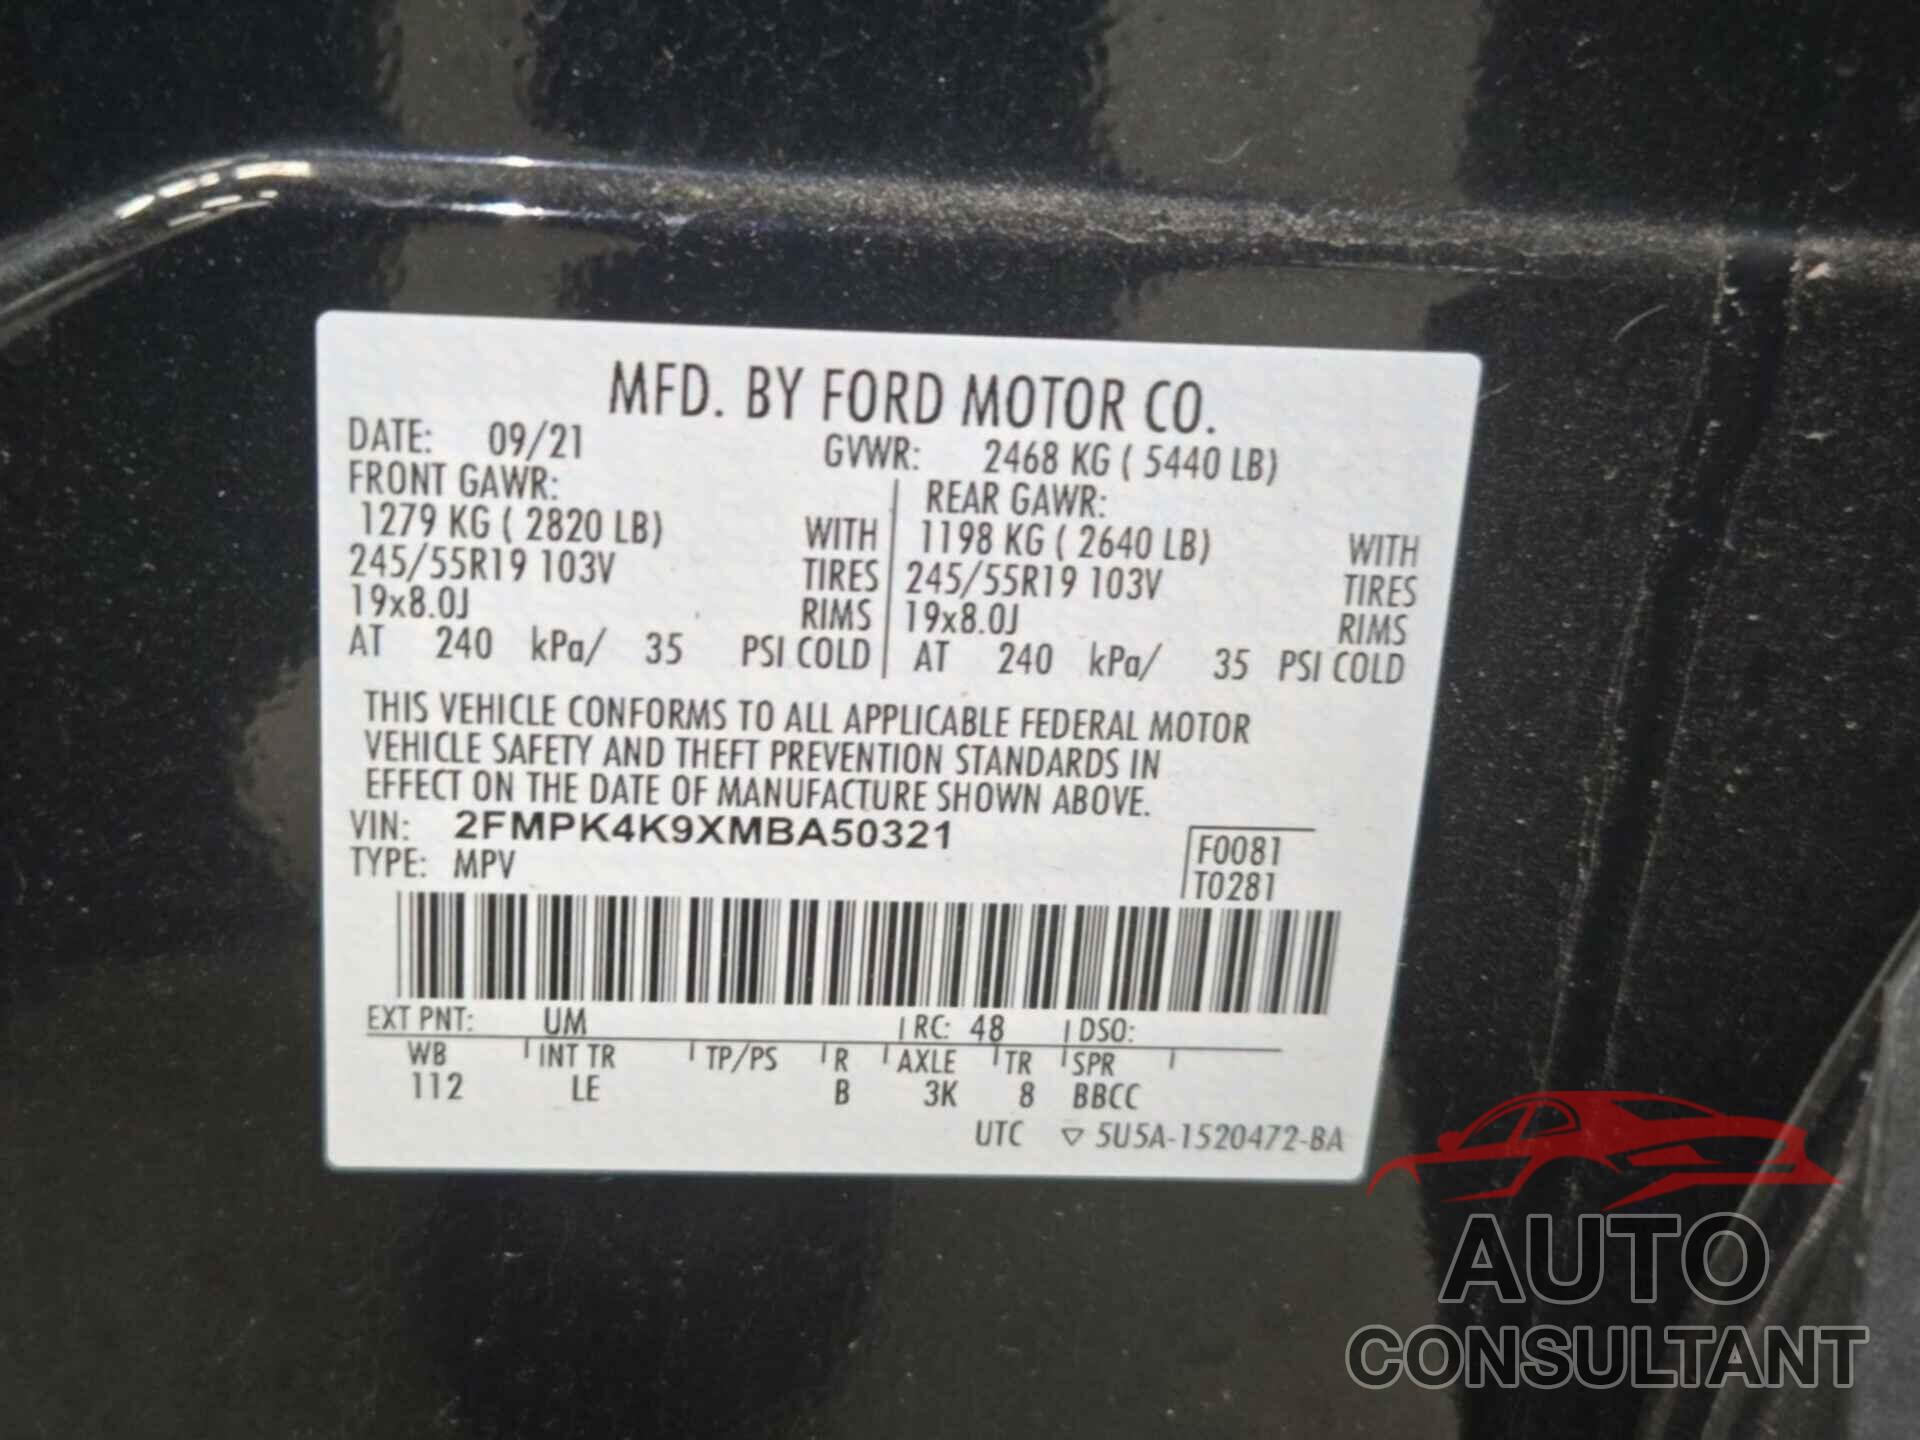 MFD. BY FORD MOTOR CO.
DATE: 09/21 GVWR: 2468 KG ( 5440 LB)
FRONT GAWR: REAR GAWR:
1279 KG ( 2820 LB) WITH 1198 KG ( 2640 LB) WITH
245/55R19 103V TIRES 245/55R19 103V TIRES
19x8.0J RIMS 19x8.0J RIMS
AT 240 kPa/ 35 PSI COLD AT 240 kPa/ 35 PSI COLD
THIS VEHICLE CONFORMS TO ALL APPLICABLE FEDERAL MOTOR
VEHICLE SAFETY AND THEFT PREVENTION STANDARDS IN
EFFECT ON THE DATE OF MANUFACTURE SHOWN ABOVE.
VIN: 2FMPK4K9XMBA50321 F0081
TYPE: MPV T0281
EXT PNT: UM RC: 48 DSO:
WB INT TR TP/PS R AXLE TR SPR
112 LE B 3K 8 BBCC
UTC ▽ 5U5A-1520472-BA
AUTO
CONSULTANT